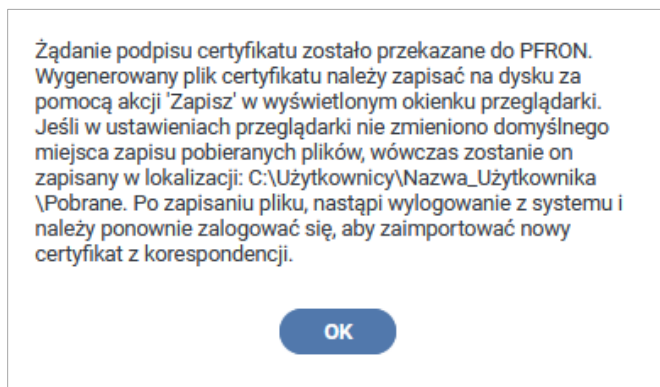 Żądanie podpisu certyfikatu zostało przekazane do PFRON.
Wygenerowany plik certyfikatu należy zapisać na dysku za
pomocą akcji 'Zapisz' w wyświetlonym okienku przeglądarki.
Jeśli w ustawieniach przeglądarki nie zmieniono domyślnego
miejsca zapisu pobieranych plików, wówczas zostanie on
zapisany w lokalizacji: C:\Użytkownicy\Nazwa_Użytkownika
\Pobrane. Po zapisaniu pliku, nastąpi wylogowanie z systemu i
należy ponownie zalogować się, aby zaimportować nowy
certyfikat z korespondencji.
OK